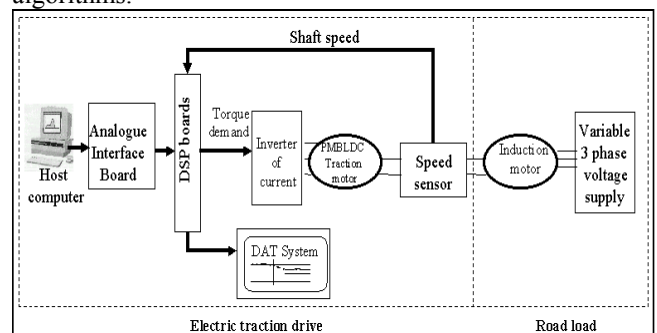 algorithms.
Shaft speed
Host
computer
Analogue
Interface
Board
DSP boards
Torque
demand
Inverter
of
current
PMBLDC
Traction
motor
Speed
sensor
Induction
motor
Variable
3 phase
voltage
supply
DAT System
Electric traction drive
Road load